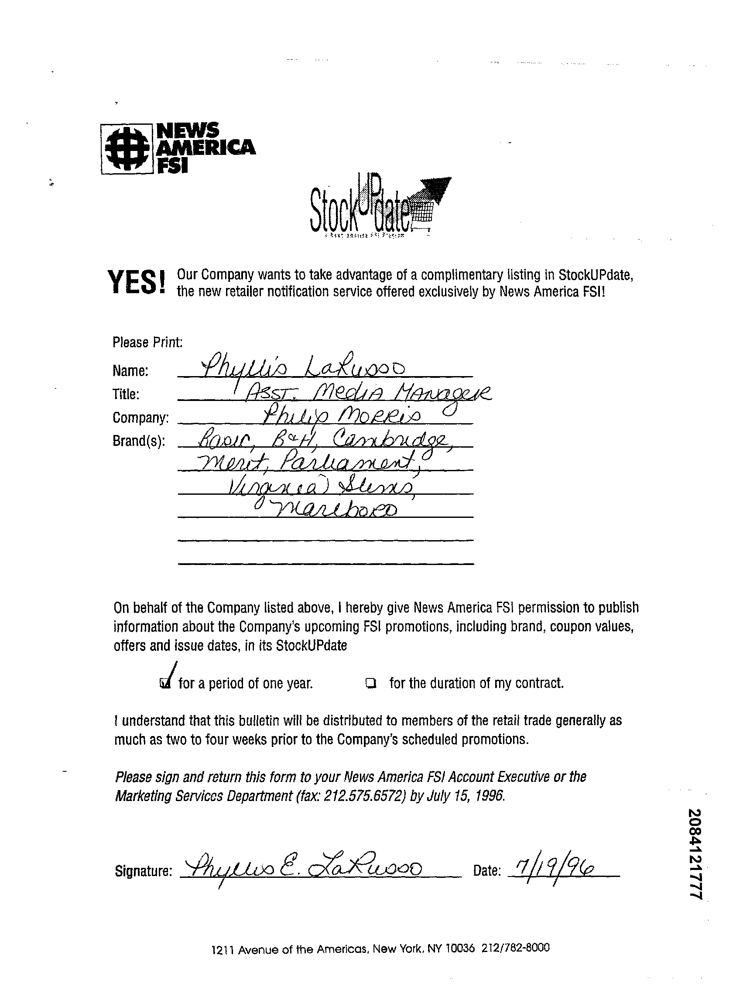 NEWS
AMERICA
FSI
StockUPdate
A News America FSI Program
YES! Our Company wants to take advantage of a complimentary listing in StockUPdate,
the new retailer notification service offered exclusively by News America FSI!
Please Print:
Name: Phyllis LaRusso
Title: Asst. Media Manager
Company: Philip Morris
Brand(s): Basic, B&H, Cambridge,
Merit, Parliament,
Virginia Slims,
Marlboro
On behalf of the Company listed above, I hereby give News America FSI permission to publish
information about the Company's upcoming FSI promotions, including brand, coupon values,
offers and issue dates, in its StockUPdate
for a period of one year. for the duration of my contract.
I understand that this bulletin will be distributed to members of the retail trade generally as
much as two to four weeks prior to the Company's scheduled promotions.
Please sign and return this form to your News America FSI Account Executive or the
Marketing Services Department (fax: 212.575.6572) by July 15, 1996.
Signature: Phyllis E. LaRusso Date: 7/19/96
2084121777
1211 Avenue of the Americas, New York, NY 10036 212/782-8000